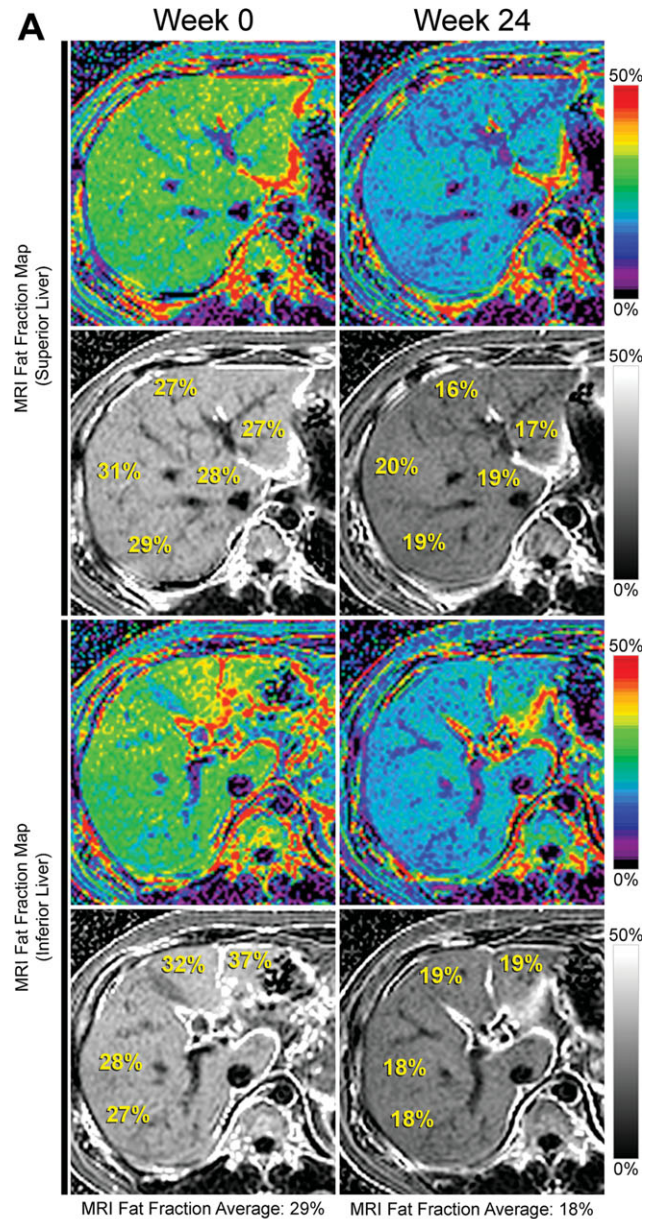 A
Week 0
Week 24
MRI Fat Fraction Map
(Superior Liver)
50%
0%
27%
27%
31%
28%
29%
16%
17%
20%
19%
19%
50%
0%
MRI Fat Fraction Map
(Inferior Liver)
50%
0%
32%
37%
28%
27%
19%
19%
18%
18%
50%
0%
MRI Fat Fraction Average: 29%
MRI Fat Fraction Average: 18%